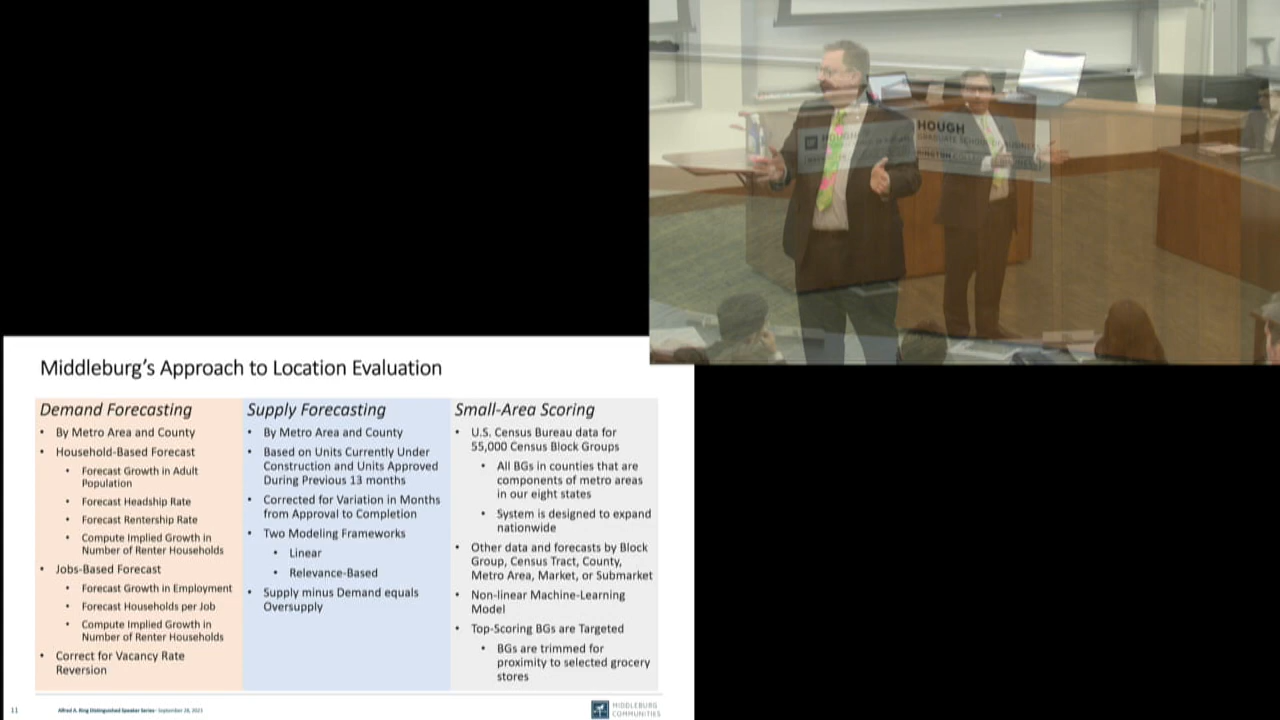 HOUGH
GRADUATE SCHOOL OF BUSINESS
Middleburg's Approach to Location Evaluation
Demand Forecasting
• By Metro Area and County
• Household-Based Forecast
• Forecast Growth in Adult
Population
• Forecast Headship Rate
• Forecast Rentership Rate
• Compute Implied Growth in
Number of Renter Households
• Jobs-Based Forecast
• Forecast Growth in Employment
• Forecast Households per Job
• Compute Implied Growth in
Number of Renter Households
• Correct for Vacancy Rate
Reversion
Supply Forecasting
• By Metro Area and County
• Based on Units Currently Under
Construction and Units Approved
During Previous 13 months
• Corrected for Variation in Months
from Approval to Completion
• Two Modeling Frameworks
• Linear
• Relevance-Based
• Supply minus Demand equals
Oversupply
Small-Area Scoring
• U.S. Census Bureau data for
55,000 Census Block Groups
• All BGs in counties that are
components of metro areas
in our eight states
• System is designed to expand
nationwide
• Other data and forecasts by Block
Group, Census Tract, County,
Metro Area, Market, or Submarket
• Non-linear Machine-Learning
Model
• Top-Scoring BGs are Targeted
• BGs are trimmed for
proximity to selected grocery
stores
11
Alfred A. Ring Distinguished Speaker Series - September 28, 2023
MIDDLEBURG
COMMUNITIES